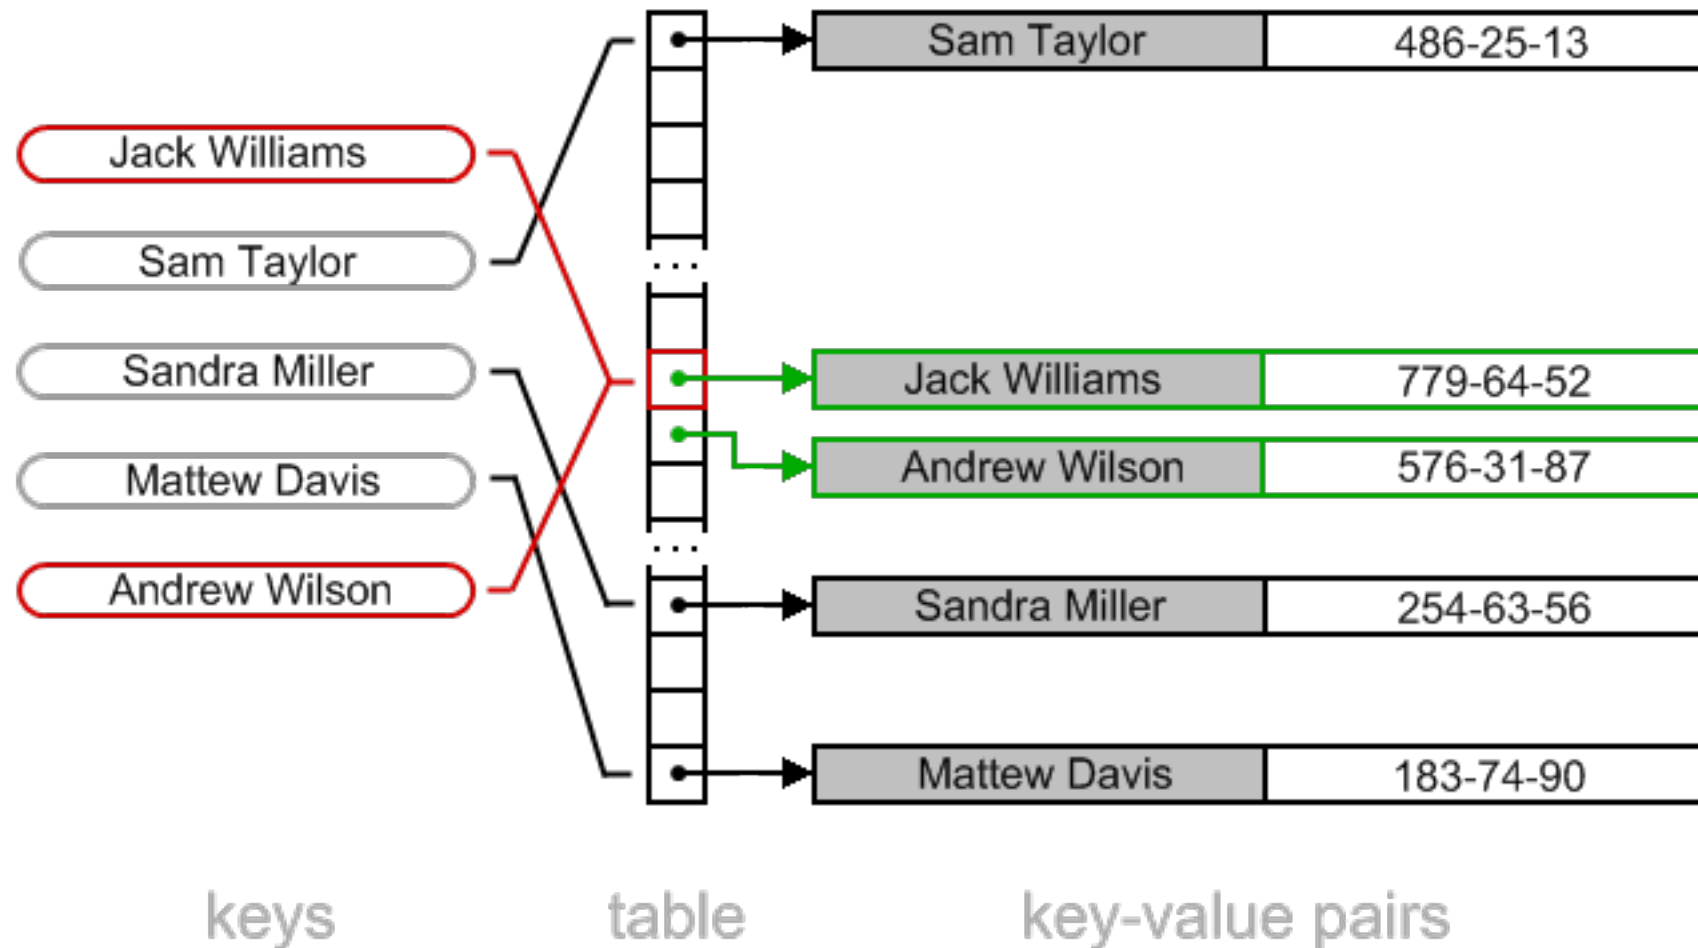 Jack Williams
Sam Taylor
Sandra Miller
Mattew Davis
Andrew Wilson
keys
...
...
table
Sam Taylor 486-25-13
Jack Williams 779-64-52
Andrew Wilson 576-31-87
Sandra Miller 254-63-56
Mattew Davis 183-74-90
key-value pairs